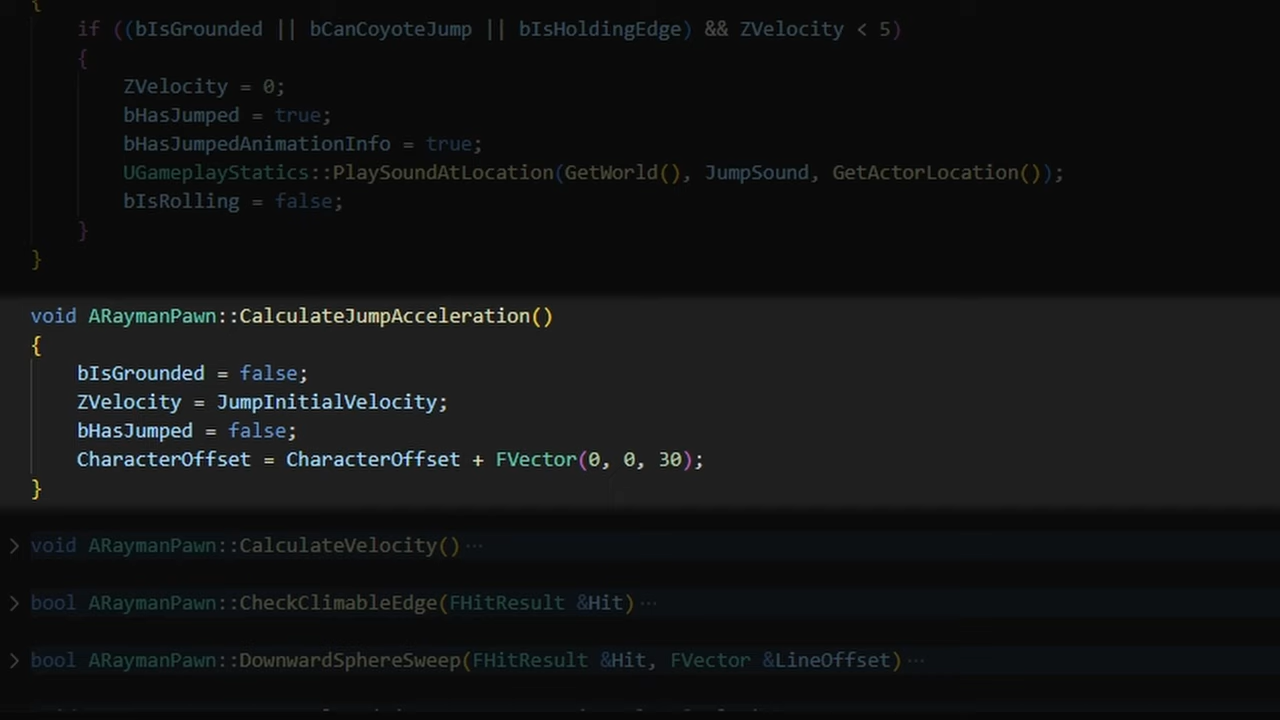 {
if ((bIsGrounded || bCanCoyoteJump || bIsHoldingEdge) && ZVelocity < 5)
{
ZVelocity = 0;
bHasJumped = true;
bHasJumpedAnimationInfo = true;
UGameplayStatics::PlaySoundAtLocation(GetWorld(), JumpSound, GetActorLocation());
bIsRolling = false;
}
}
void ARaymanPawn::CalculateJumpAcceleration()
{
bIsGrounded = false;
ZVelocity = JumpInitialVelocity;
bHasJumped = false;
CharacterOffset = CharacterOffset + FVector(0, 0, 30);
}
void ARaymanPawn::CalculateVelocity()···
bool ARaymanPawn::CheckClimableEdge(FHitResult &Hit)···
bool ARaymanPawn::DownwardSphereSweep(FHitResult &Hit, FVector &LineOffset)···